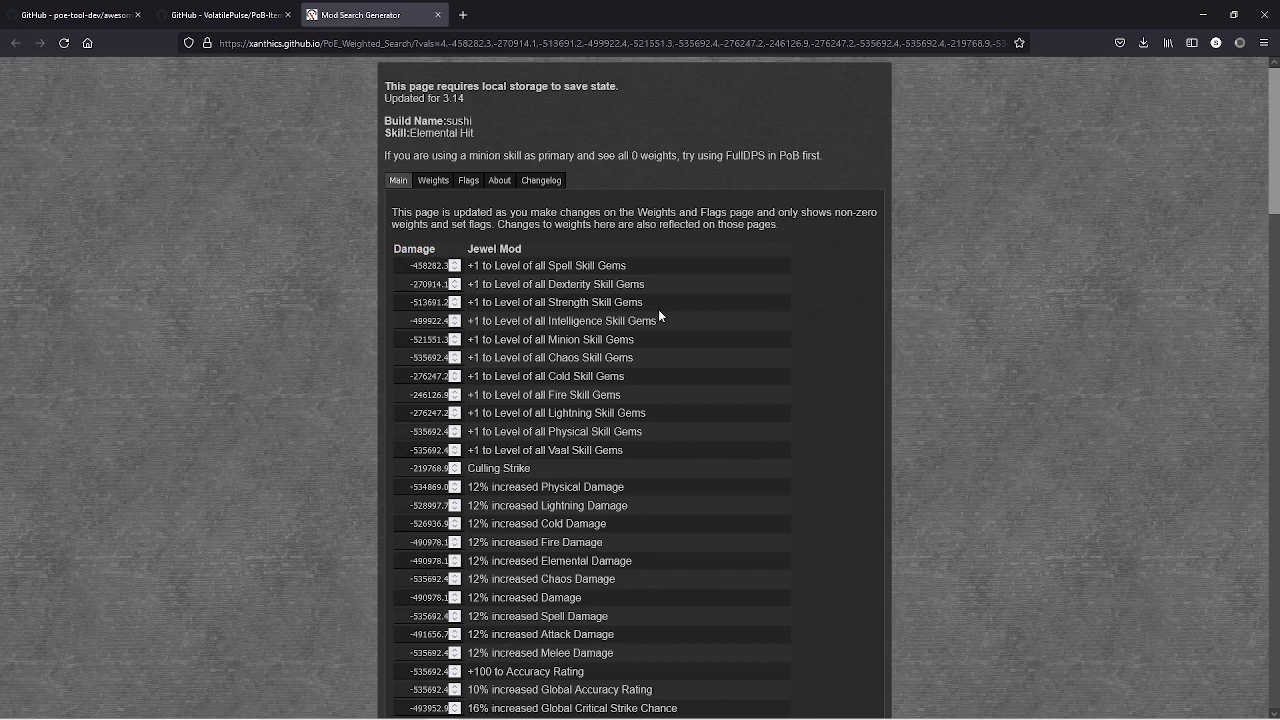 GitHub - poe-tool-dev/awesom
GitHub - VolatilePulse/PoB-Item
Mod Search Generator
https://xanthics.github.io/PoE_Weighted_Search/?vals=4,-458282.3,-270914.1,-513691.2,-499922.4,-521551.3,-535692.4,-276247.2,-246126.9,-276247.2,-535692.4,-535692.4,-219768.9,-53
This page requires local storage to save state.
Updated for 3.14
Build Name:sushi
Skill:Elemental Hit
If you are using a minion skill as primary and see all 0 weights, try using FullDPS in PoB first.
Main Weights Flags About Changelog
This page is updated as you make changes on the Weights and Flags page and only shows non-zero
weights and set flags. Changes to weights here are also reflected on those pages.
Damage Jewel Mod
-458282.3 +1 to Level of all Spell Skill Gems
-270914.1 +1 to Level of all Dexterity Skill Gems
-513691.2 +1 to Level of all Strength Skill Gems
-499922.4 +1 to Level of all Intelligence Skill Gems
-521551.3 +1 to Level of all Minion Skill Gems
-535692.4 +1 to Level of all Chaos Skill Gems
-276247.2 +1 to Level of all Cold Skill Gems
-246126.9 +1 to Level of all Fire Skill Gems
-276247.2 +1 to Level of all Lightning Skill Gems
-535692.4 +1 to Level of all Physical Skill Gems
-535692.4 +1 to Level of all Vaal Skill Gems
-219768.9 Culling Strike
-534869.0 12% increased Physical Damage
-528997.7 12% increased Lightning Damage
-526936.9 12% increased Cold Damage
-490978.1 12% increased Fire Damage
-490978.1 12% increased Elemental Damage
-535692.4 12% increased Chaos Damage
-490978.1 12% increased Damage
-535692.4 12% increased Spell Damage
-491656.7 12% increased Attack Damage
-535692.4 12% increased Melee Damage
-535692.4 +100 to Accuracy Rating
-535692.4 10% increased Global Accuracy Rating
-493952.9 16% increased Global Critical Strike Chance